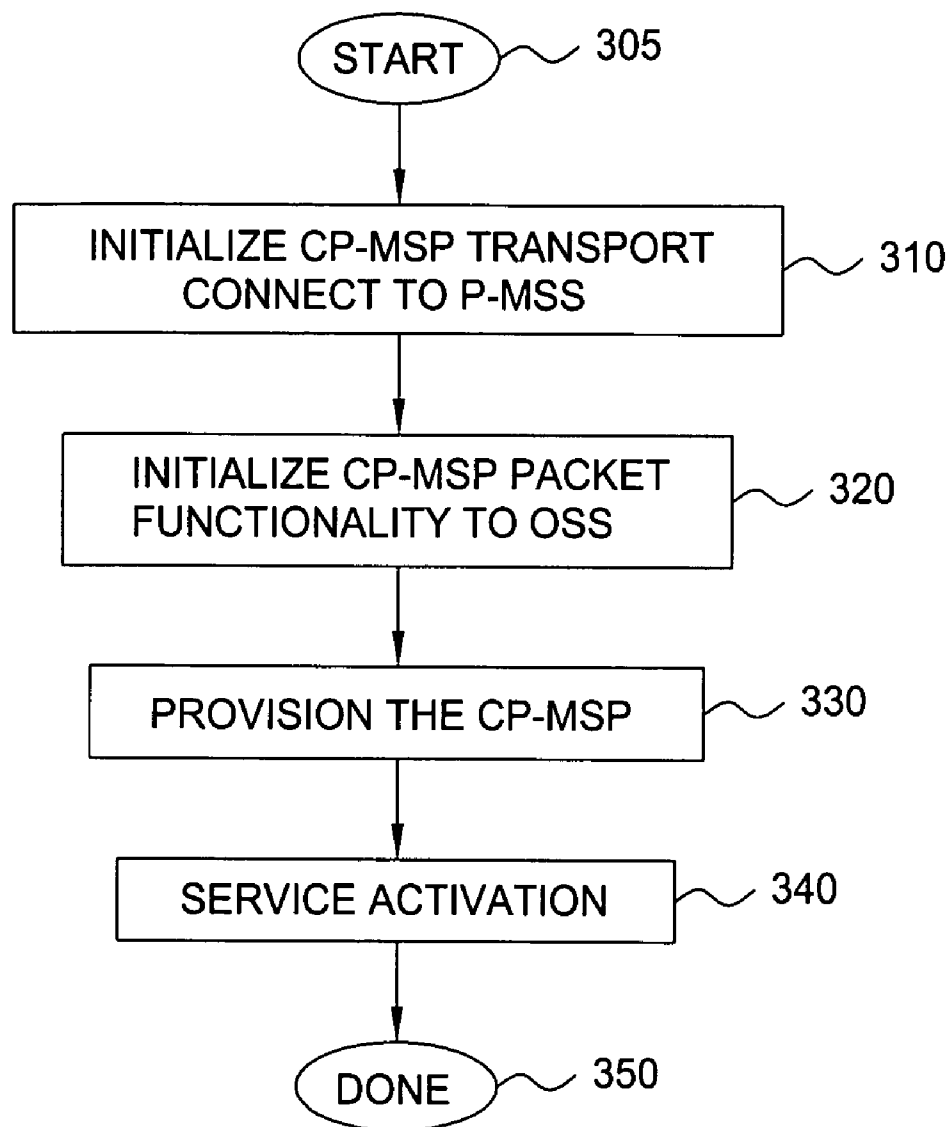 START
305
INITIALIZE CP-MSP TRANSPORT
CONNECT TO P-MSS
310
INITIALIZE CP-MSP PACKET
FUNCTIONALITY TO OSS
320
PROVISION THE CP-MSP
330
SERVICE ACTIVATION
340
DONE
350